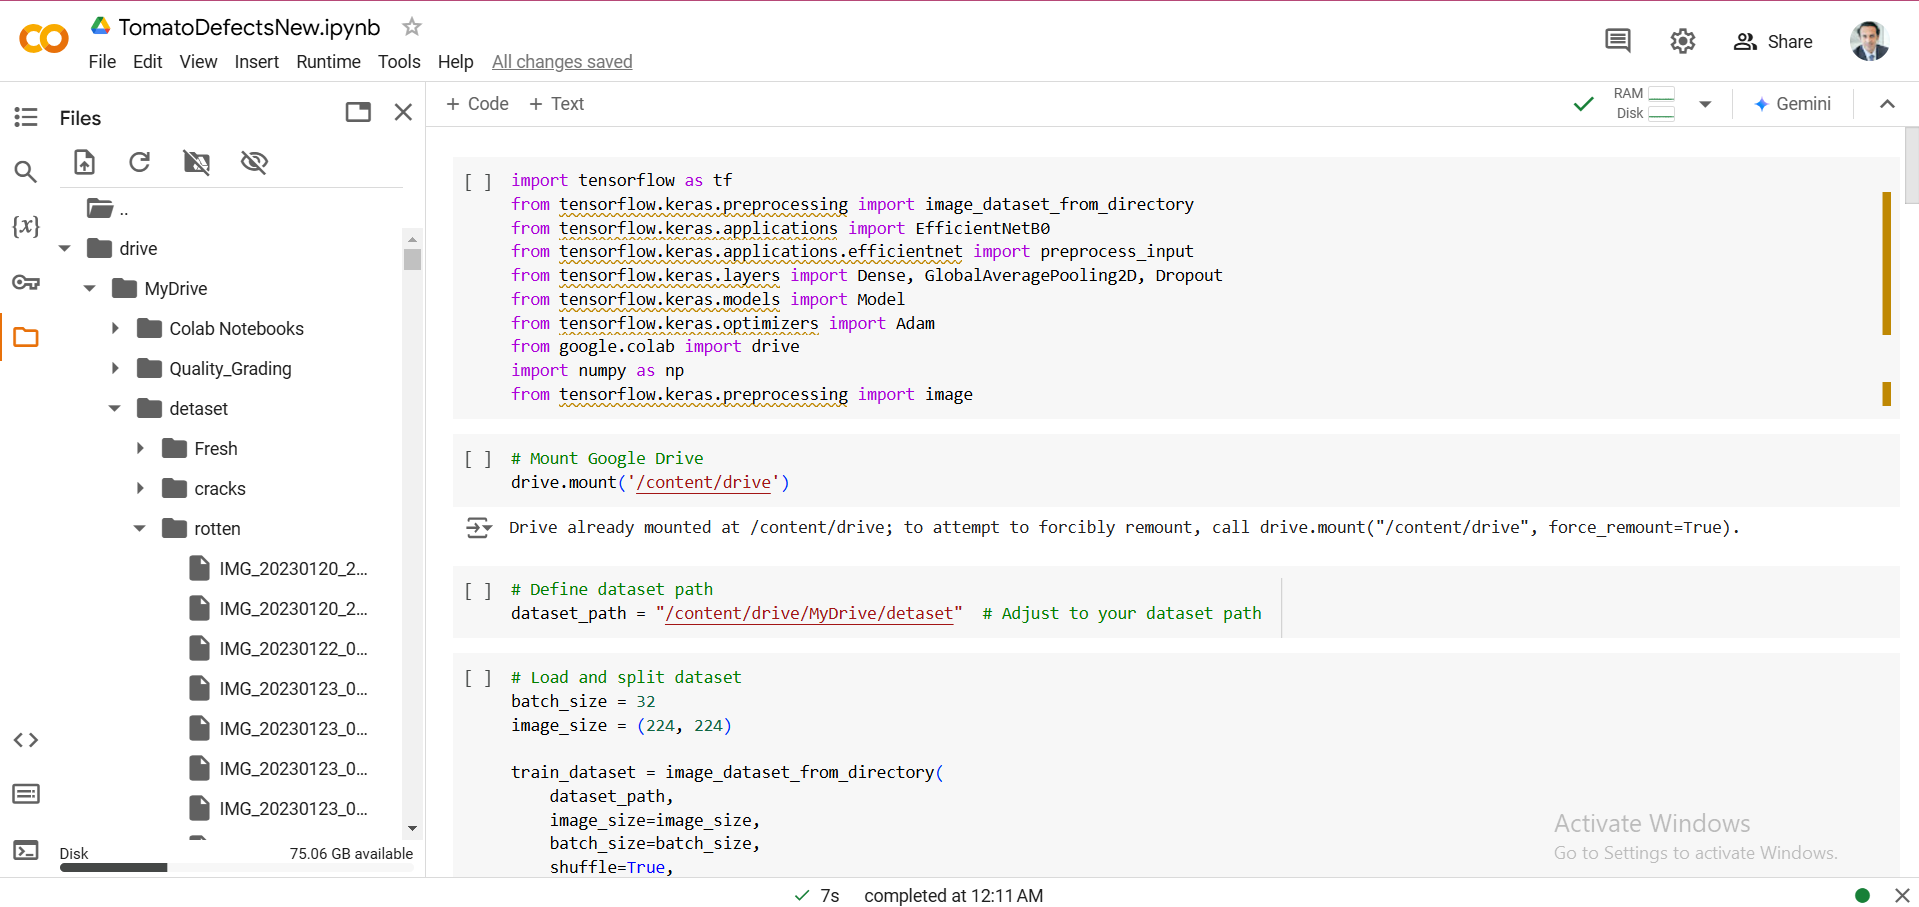 TomatoDefectsNew.ipynb
File Edit View Insert Runtime Tools Help All changes saved
Share
Files
+ Code + Text
RAM
Disk
Gemini
..
drive
MyDrive
Colab Notebooks
Quality_Grading
detaset
Fresh
cracks
rotten
IMG_20230120_2...
IMG_20230120_2...
IMG_20230122_0...
IMG_20230123_0...
IMG_20230123_0...
IMG_20230123_0...
IMG_20230123_0...
Disk 75.06 GB available
[ ] import tensorflow as tf
from tensorflow.keras.preprocessing import image_dataset_from_directory
from tensorflow.keras.applications import EfficientNetB0
from tensorflow.keras.applications.efficientnet import preprocess_input
from tensorflow.keras.layers import Dense, GlobalAveragePooling2D, Dropout
from tensorflow.keras.models import Model
from tensorflow.keras.optimizers import Adam
from google.colab import drive
import numpy as np
from tensorflow.keras.preprocessing import image
[ ] # Mount Google Drive
drive.mount('/content/drive')
Drive already mounted at /content/drive; to attempt to forcibly remount, call drive.mount("/content/drive", force_remount=True).
[ ] # Define dataset path
dataset_path = "/content/drive/MyDrive/detaset"  # Adjust to your dataset path
[ ] # Load and split dataset
batch_size = 32
image_size = (224, 224)
train_dataset = image_dataset_from_directory(
dataset_path,
image_size=image_size,
batch_size=batch_size,
shuffle=True,
Activate Windows
Go to Settings to activate Windows.
7s completed at 12:11 AM